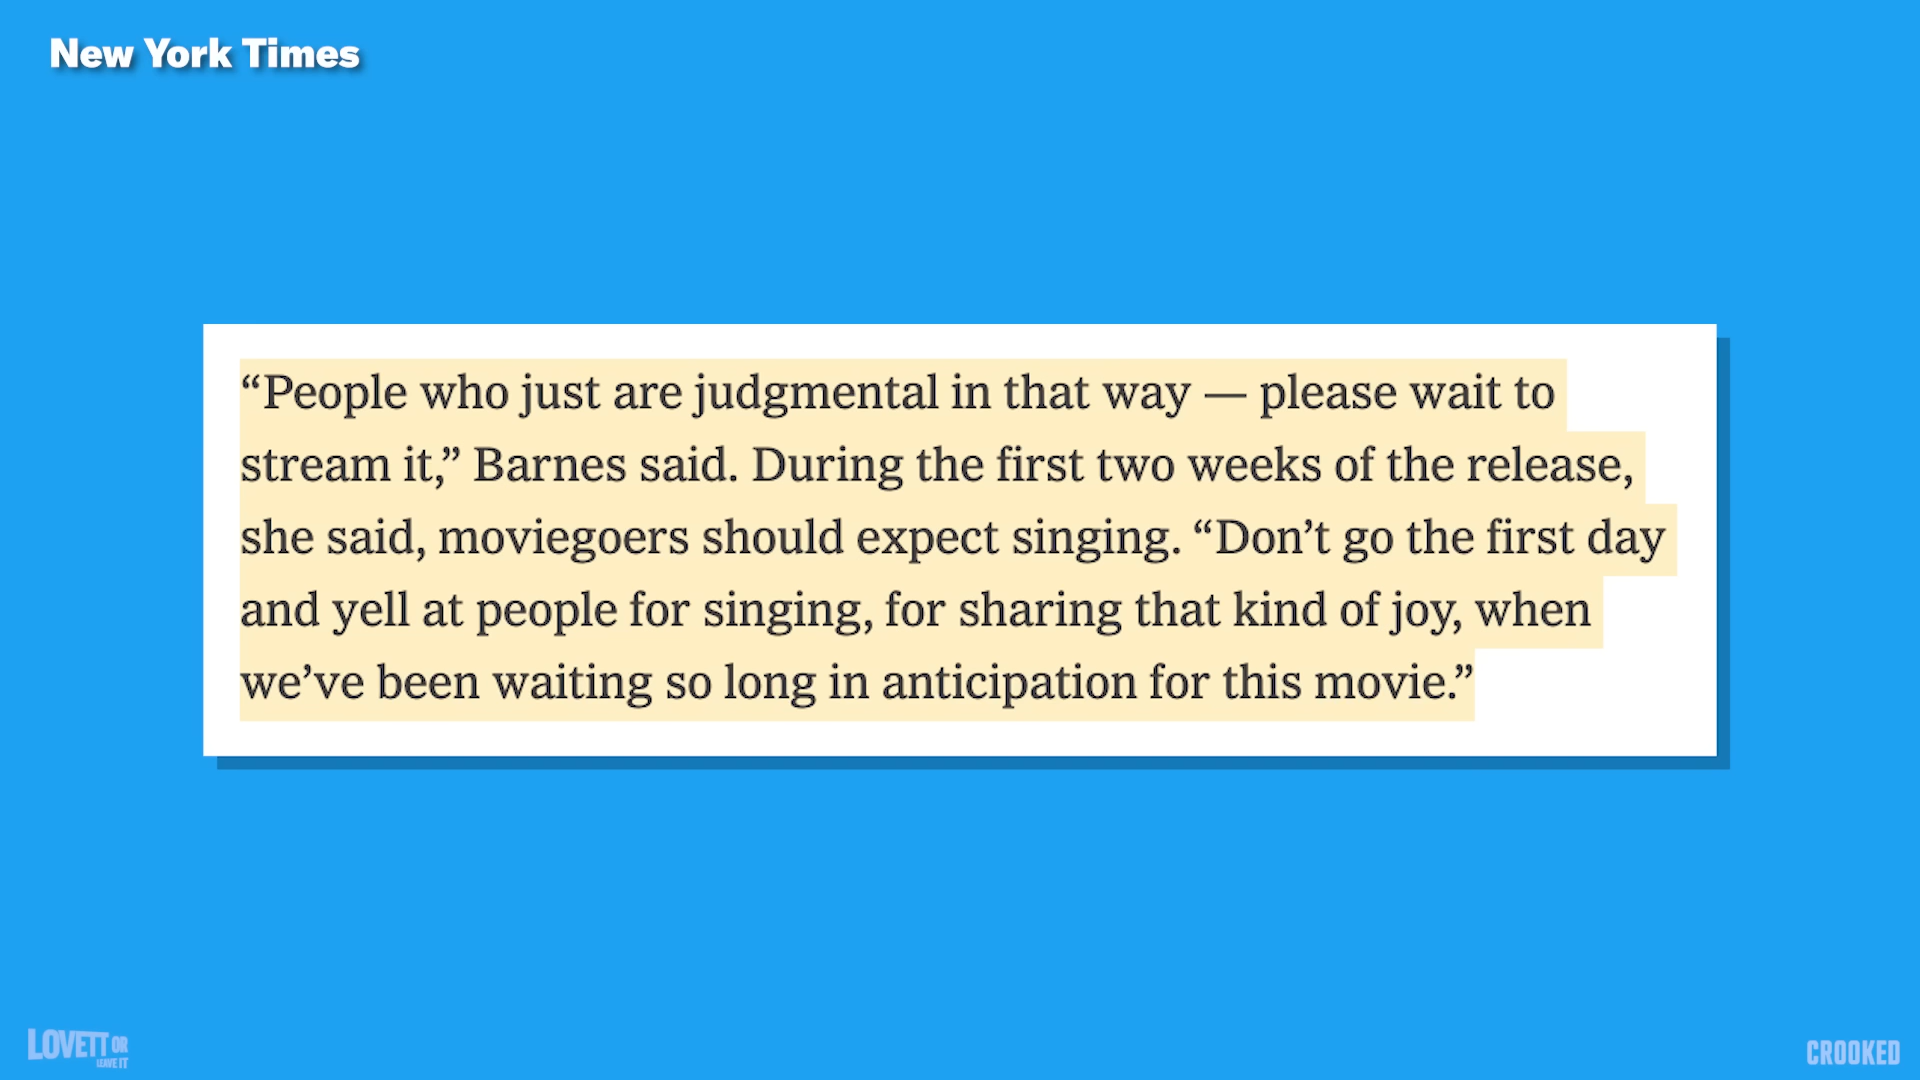 New York Times
“People who just are judgmental in that way — please wait to
stream it,” Barnes said. During the first two weeks of the release,
she said, moviegoers should expect singing. “Don’t go the first day
and yell at people for singing, for sharing that kind of joy, when
we’ve been waiting so long in anticipation for this movie.”
LOVETT OR
LEAVE IT
CROOKED